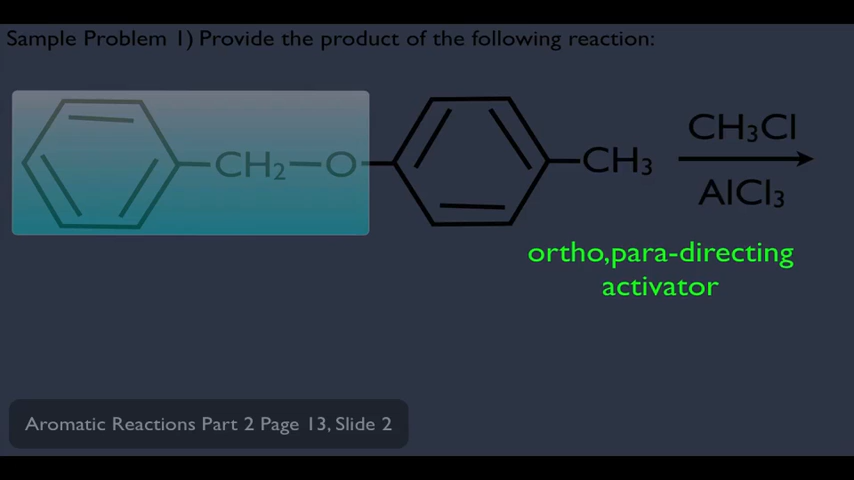 Sample Problem 1) Provide the product of the following reaction:
CH₂—O
CH₃
CH₃Cl
AlCl₃
ortho,para-directing
activator
Aromatic Reactions Part 2 Page 13, Slide 2